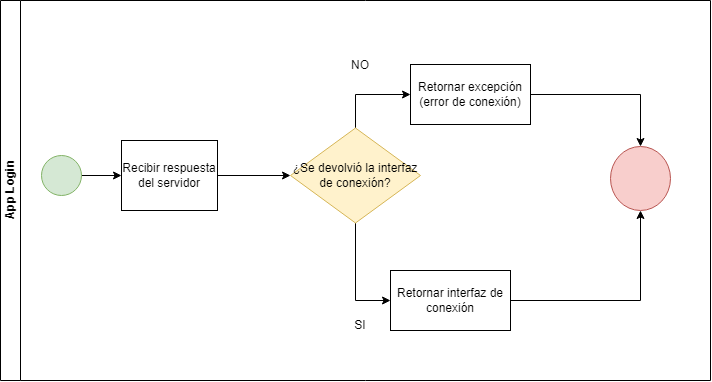 App Login
Recibir respuesta
del servidor
¿Se devolvió la interfaz
de conexión?
NO
Retornar excepción
(error de conexión)
SI
Retornar interfaz de
conexión